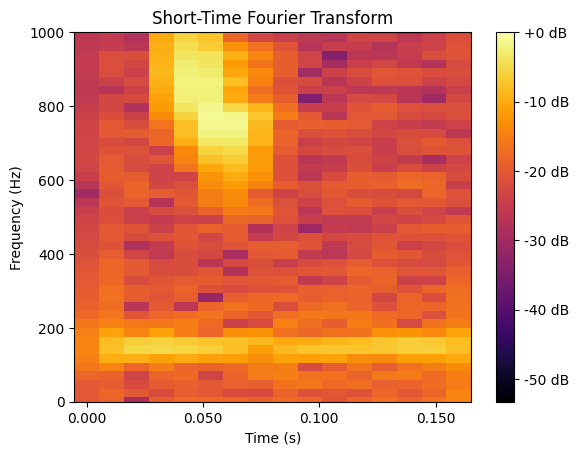 Short-Time Fourier Transform
1000
800
600
400
200
0
Frequency (Hz)
0.000
0.050
0.100
0.150
Time (s)
+0 dB
-10 dB
-20 dB
-30 dB
-40 dB
-50 dB